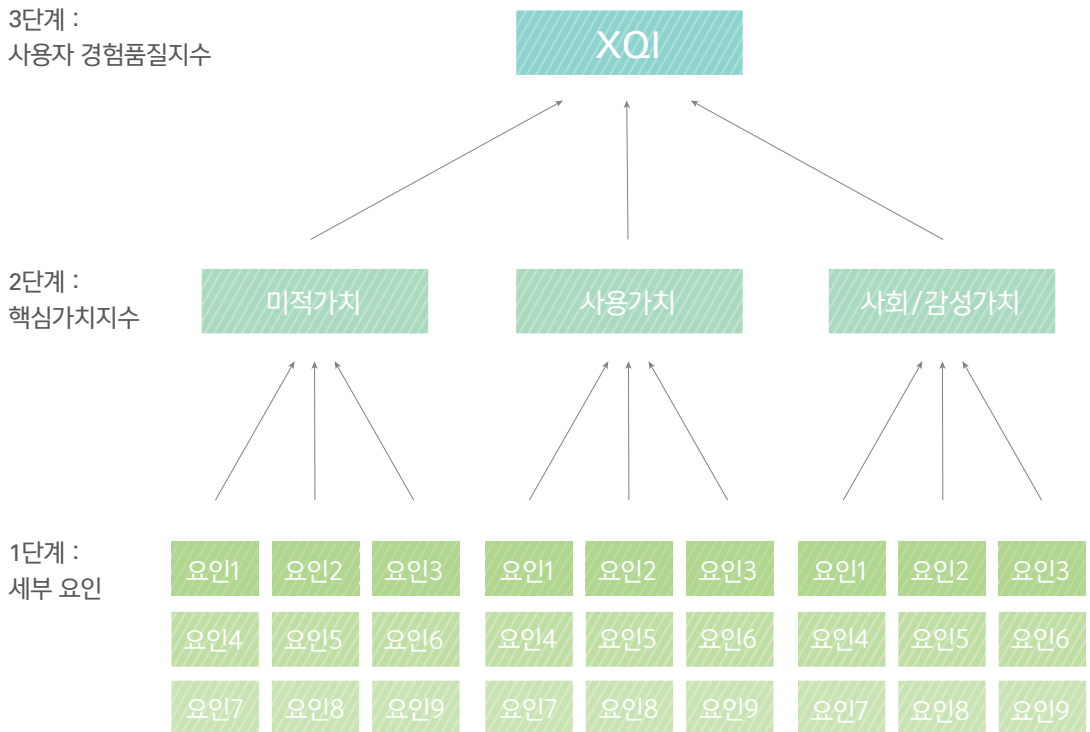 3단계 :
사용자 경험품질지수
XQI
2단계 :
핵심가치지수
미적가치
사용가치
사회/감성가치
1단계 :
세부 요인
요인1 요인2 요인3 요인1 요인2 요인3 요인1 요인2 요인3
요인4 요인5 요인6 요인4 요인5 요인6 요인4 요인5 요인6
요인7 요인8 요인9 요인7 요인8 요인9 요인7 요인8 요인9